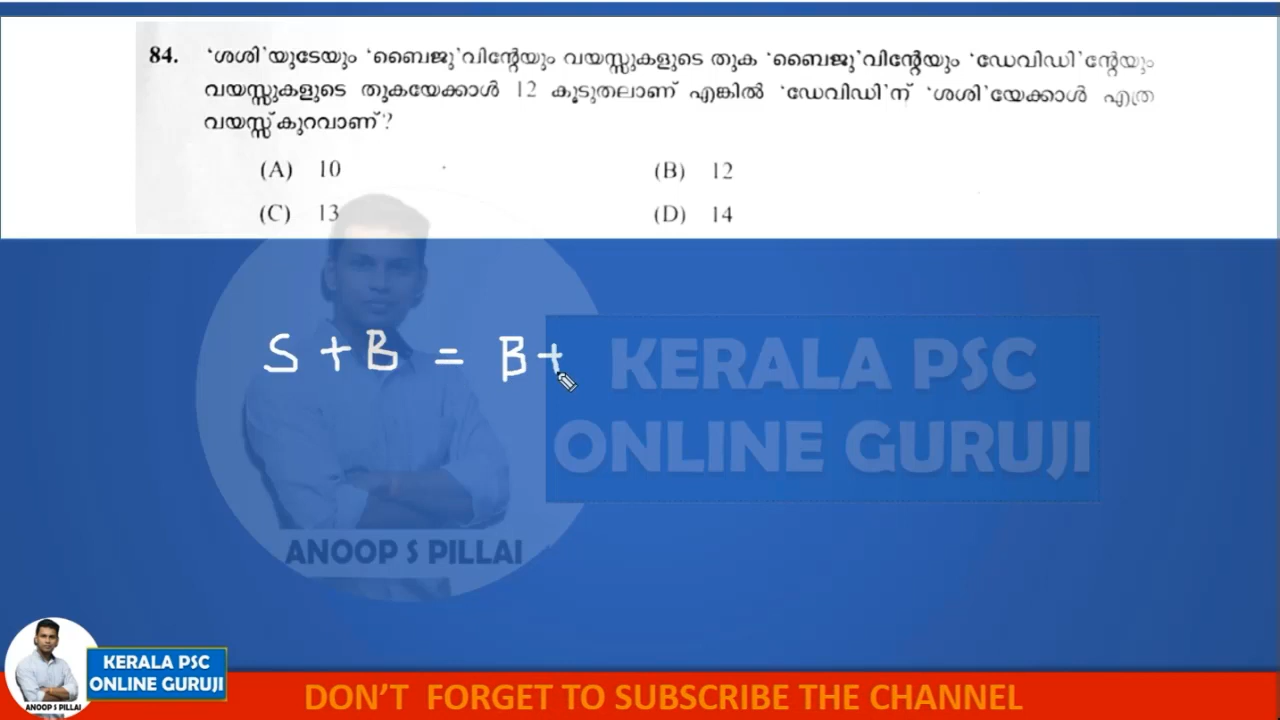 84. 'ശശി'യുടേയും 'ബൈജു'വിന്റേയും വയസ്സുകളുടെ തുക 'ബൈജു'വിന്റേയും 'ഡേവിഡി'ന്റേയും
വയസ്സുകളുടെ തുകയേക്കാൾ 12 കൂടുതലാണ് എങ്കിൽ 'ഡേവിഡി'ന് 'ശശി'യേക്കാൾ എത്ര
വയസ്സ് കുറവാണ് ?
(A) 10 (B) 12
(C) 13 (D) 14
S + B = B +
KERALA PSC
ONLINE GURUJI
ANOOP S PILLAI
KERALA PSC
ONLINE GURUJI
ANOOP S PILLAI
DON'T FORGET TO SUBSCRIBE THE CHANNEL